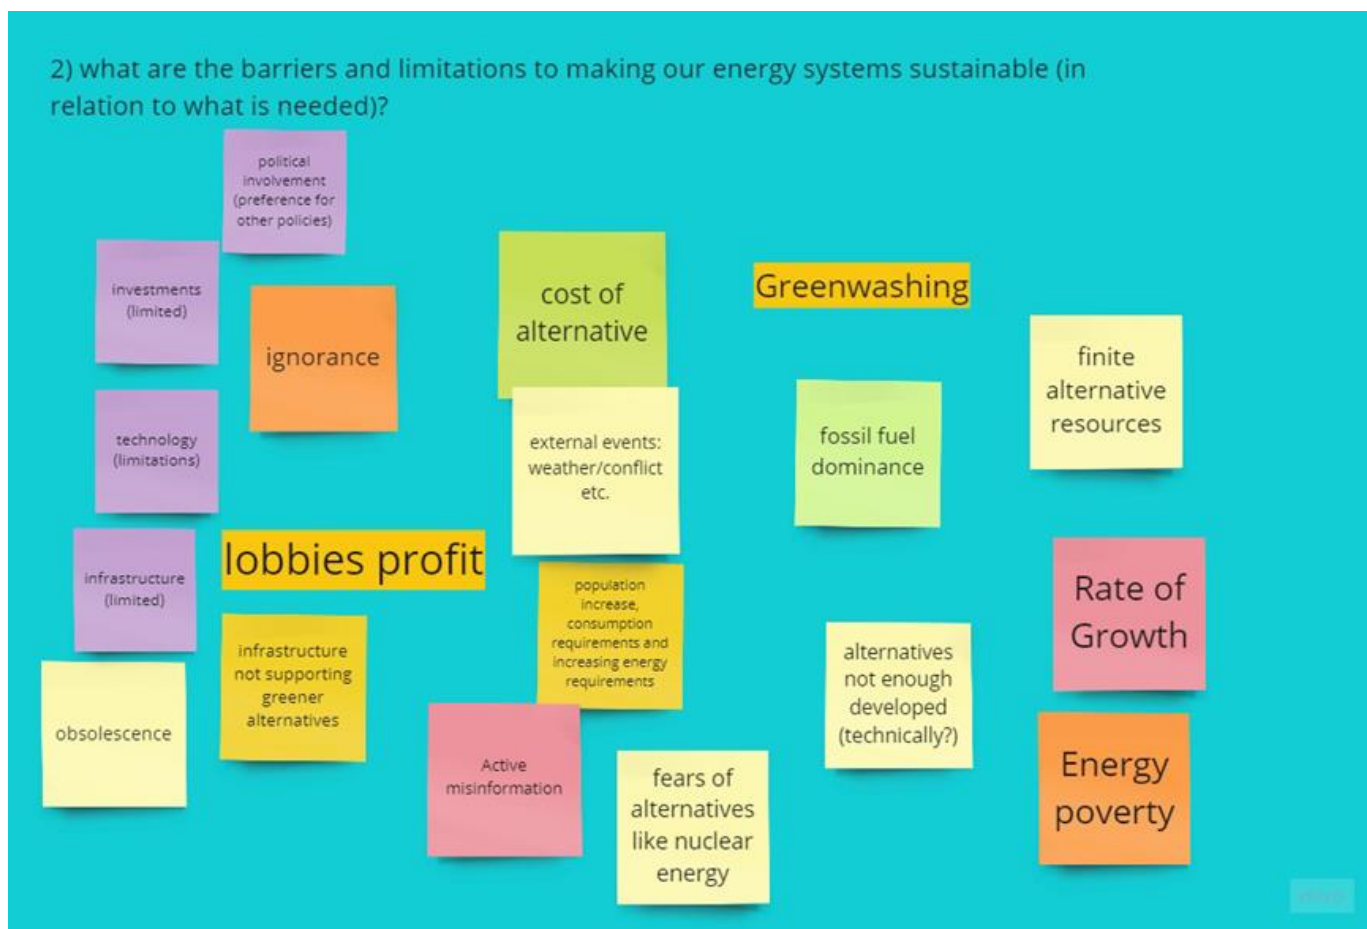 2) what are the barriers and limitations to making our energy systems sustainable (in
relation to what is needed)?
political
involvement
(preference for
other policies)
investments
(limited)
ignorance
cost of
alternative
Greenwashing
finite
alternative
resources
technology
(limitations)
external events:
weather/conflict
etc.
fossil fuel
dominance
infrastructure
(limited)
lobbies profit
population
increase,
consumption
requirements and
increasing energy
requirements
Rate of
Growth
obsolescence
infrastructure
not supporting
greener
alternatives
alternatives
not enough
developed
(technically?)
Active
misinformation
fears of
alternatives
like nuclear
energy
Energy
poverty